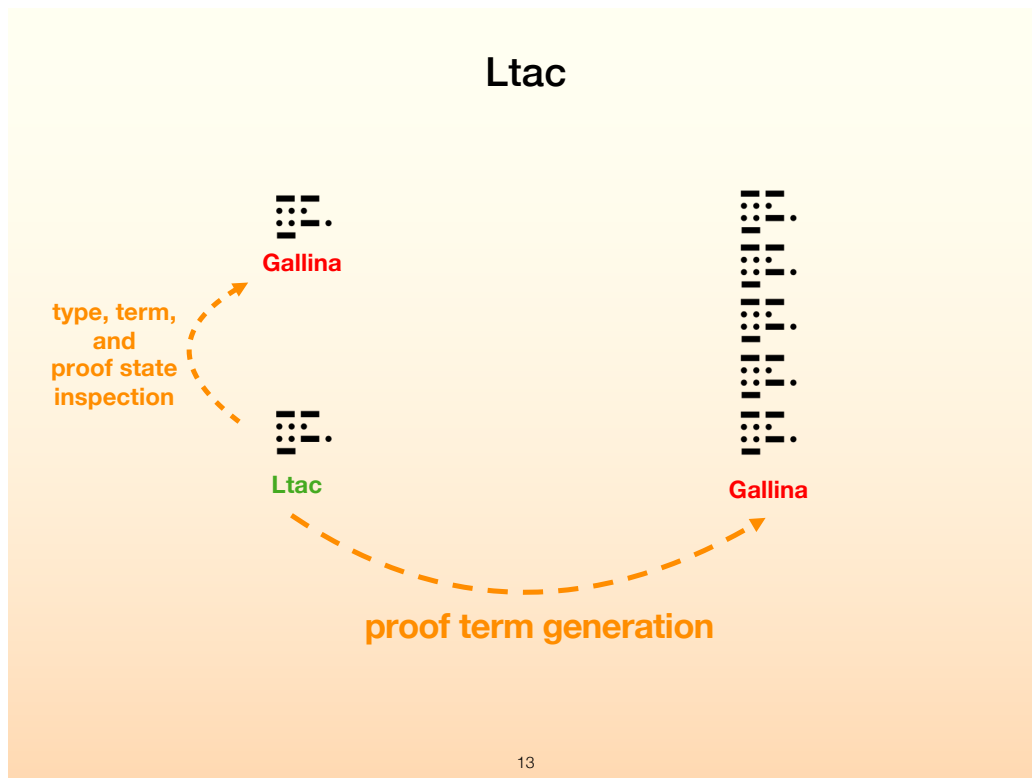 Ltac
Gallina
type, term,
and
proof state
inspection
Ltac
Gallina
proof term generation
13